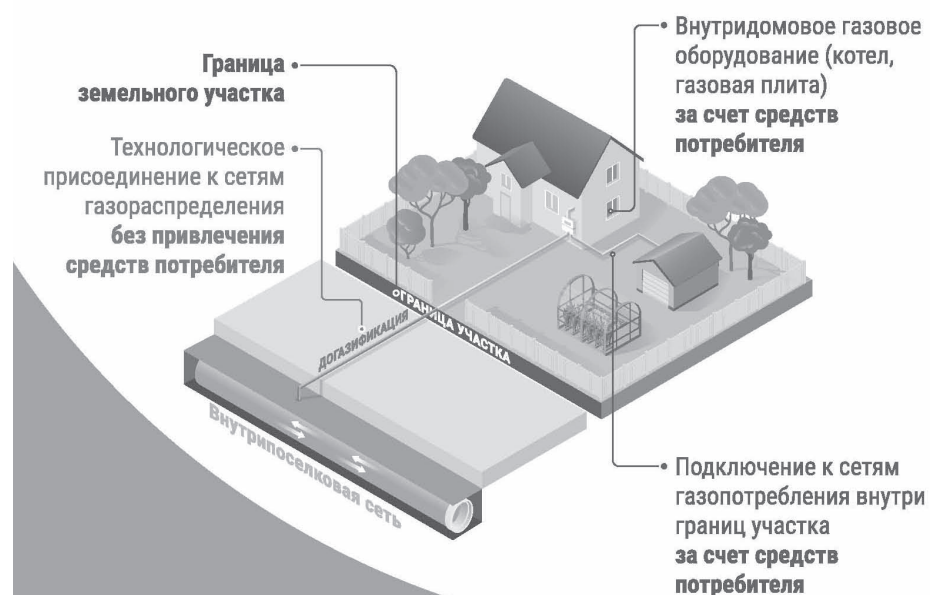 Граница
земельного участка
Технологическое
присоединение к сетям
газораспределения
без привлечения
средств потребителя
Внутридомовое газовое
оборудование (котел,
газовая плита)
за счет средств
потребителя
ГРАНИЦА УЧАСТКА
ДОГАЗИФИКАЦИЯ
Внутрипоселковая сеть
Подключение к сетям
газопотребления внутри
границ участка
за счет средств
потребителя